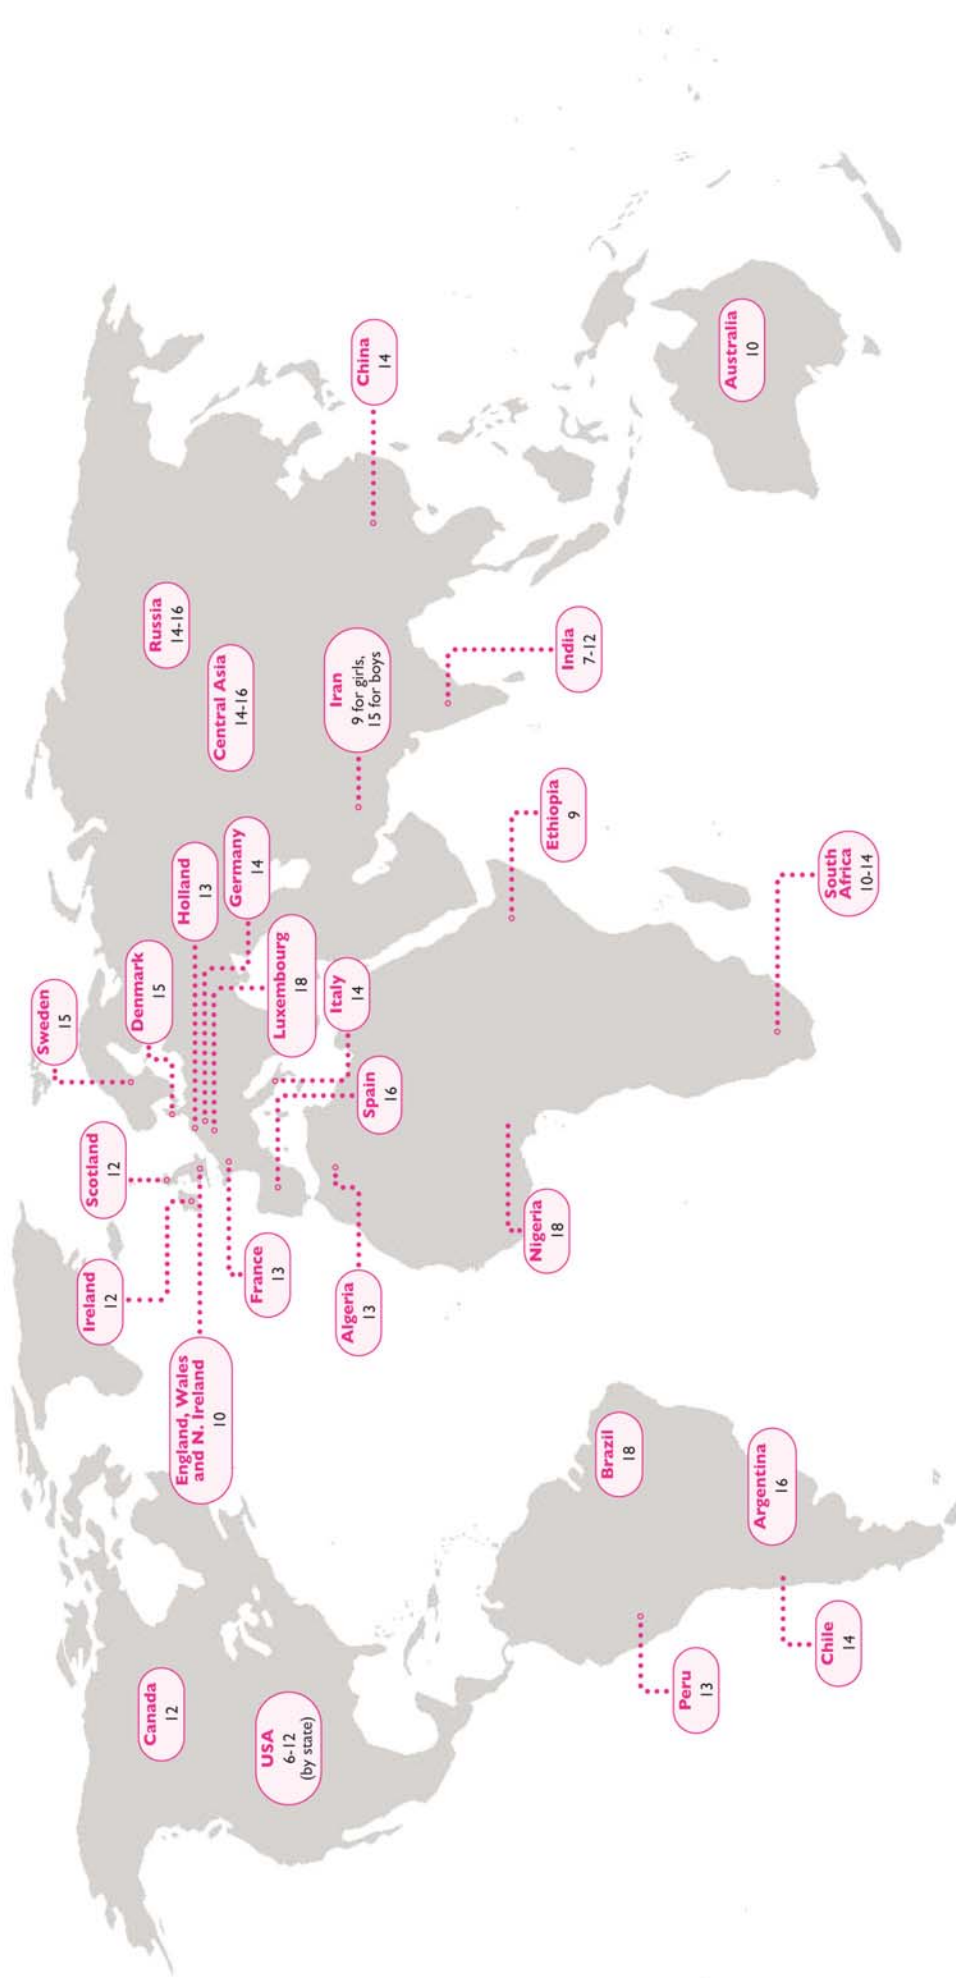 Canada
12
USA
6-12
(by state)
Peru
13
Chile
14
Argentina
16
Brazil
18
England, Wales
and N. Ireland
10
Ireland
12
Scotland
12
Sweden
15
Denmark
15
Holland
13
Germany
14
Luxembourg
18
Italy
14
Spain
16
France
13
Algeria
13
Nigeria
18
Ethiopia
9
South
Africa
10-14
Russia
14-16
Central Asia
14-16
Iran
9 for girls,
15 for boys
India
7-12
China
14
Australia
10